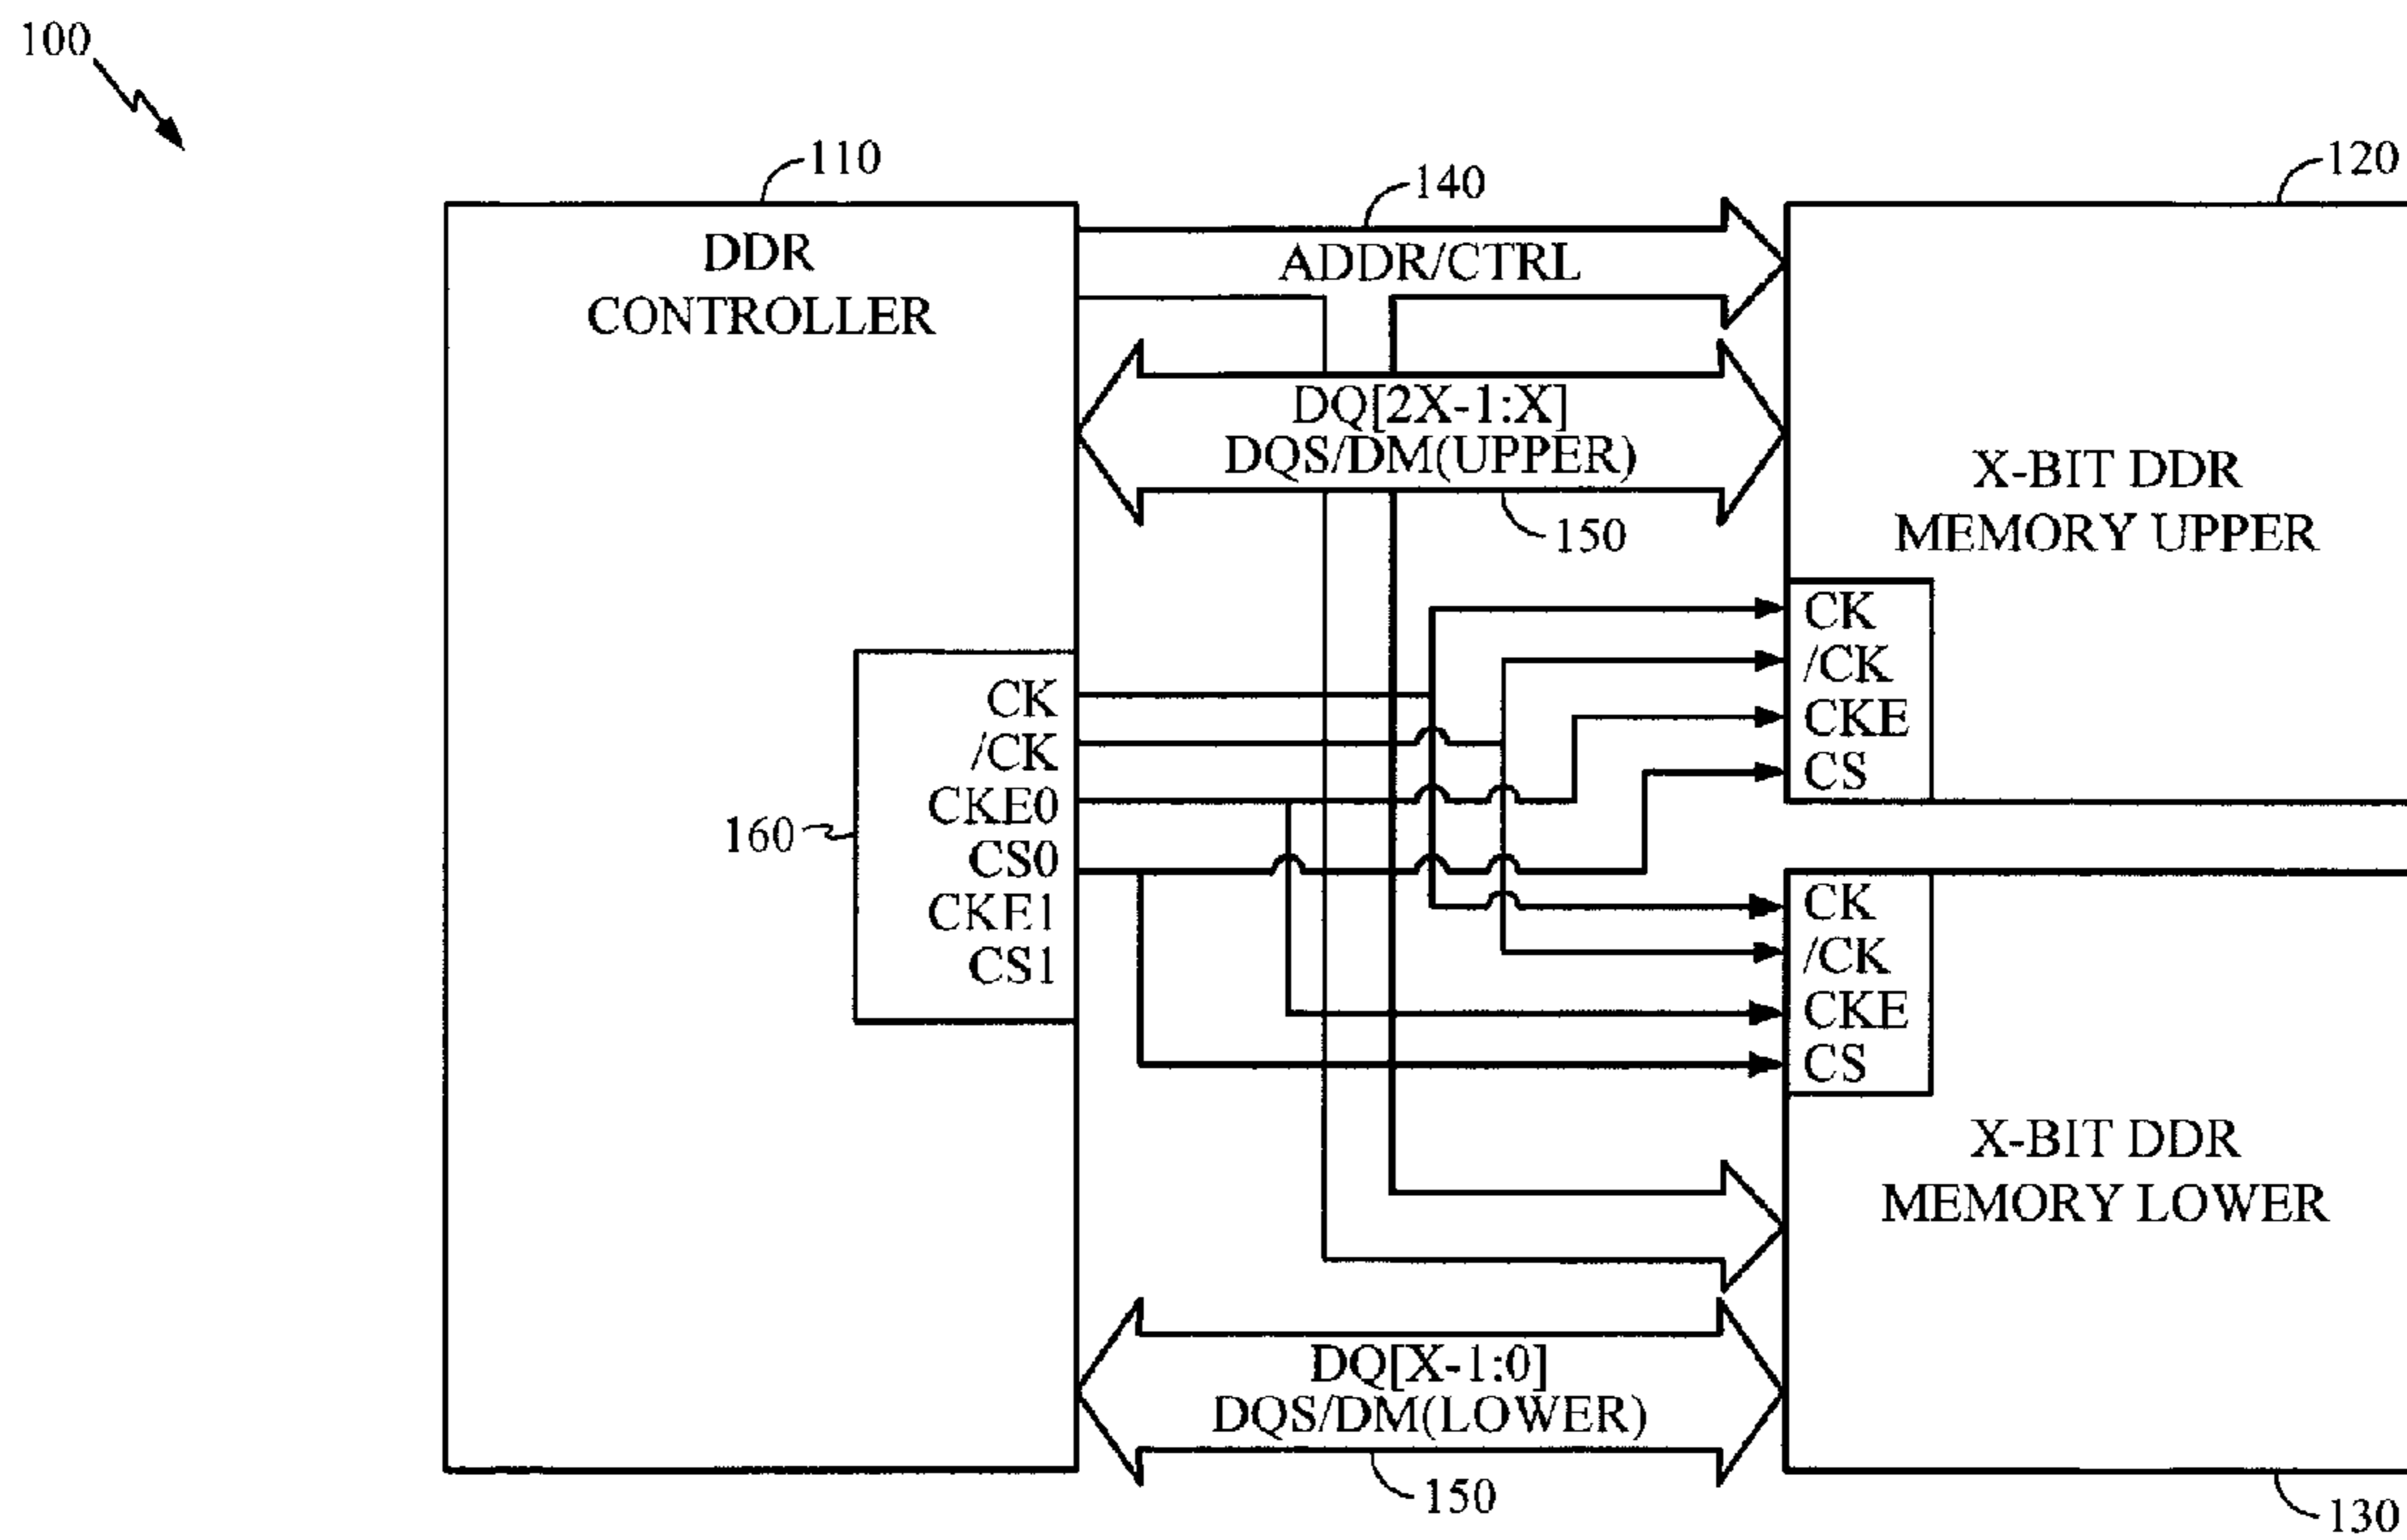 100
110
140
120
DDR
CONTROLLER
ADDR/CTRL
DQ[2X-1:X]
DQS/DM(UPPER)
150
X-BIT DDR
MEMORY UPPER
CK
/CK
CKE
CS
160
CK
/CK
CKE0
CS0
CKE1
CS1
CK
/CK
CKE
CS
X-BIT DDR
MEMORY LOWER
DQ[X-1:0]
DQS/DM(LOWER)
150
130